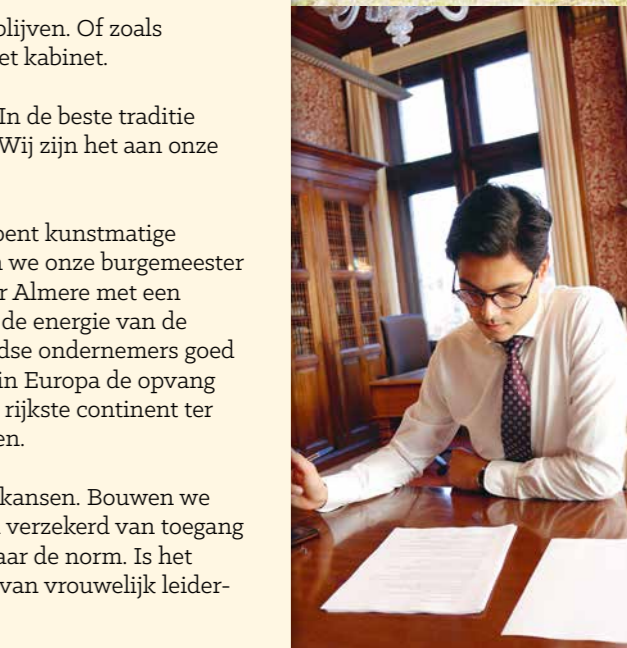 blijven. Of zoals
et kabinet.
In de beste traditie
Wij zijn het aan onze
pent kunstmatige
we onze burgemeester
r Almere met een
de energie van de
dse ondernemers goed
in Europa de opvang
rijkste continent ter
en.
kansen. Bouwen we
verzekerd van toegang
aar de norm. Is het
van vrouwelijk leider-